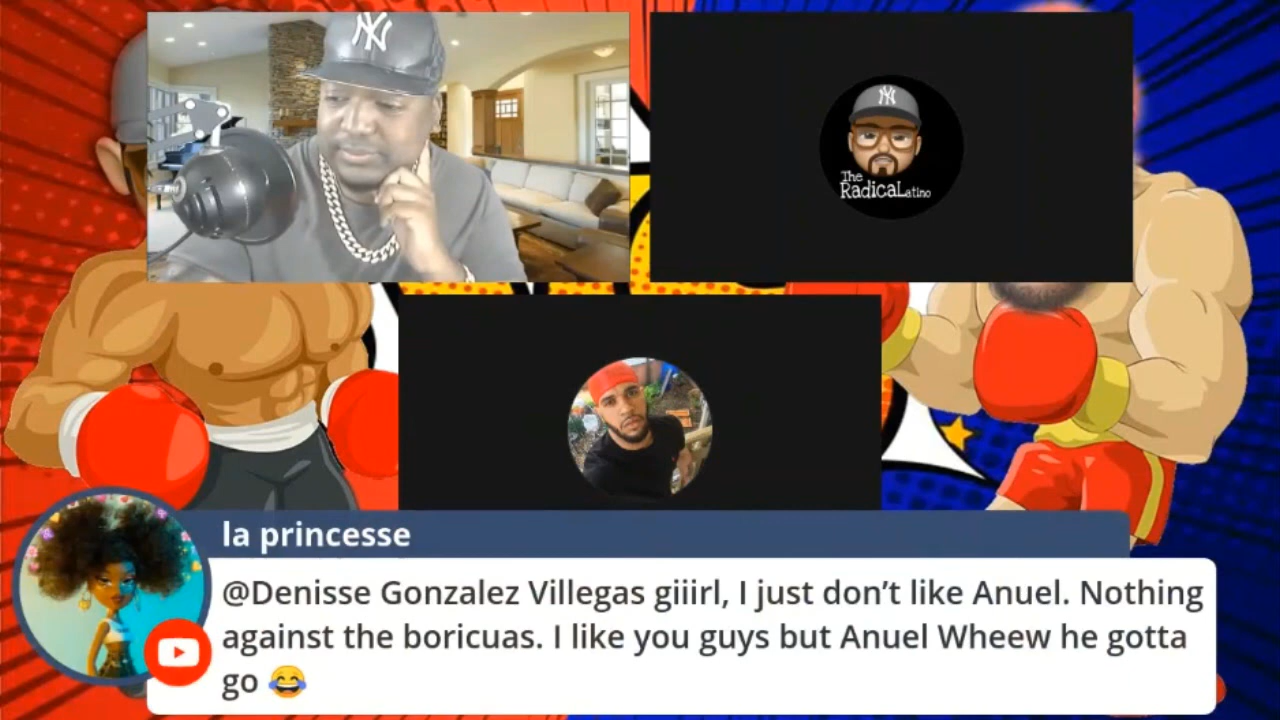 NY
NY
The
RadicaLatino
la princesse
@Denisse Gonzalez Villegas giiirl, I just don’t like Anuel. Nothing
against the boricuas. I like you guys but Anuel Wheew he gotta
go 😂